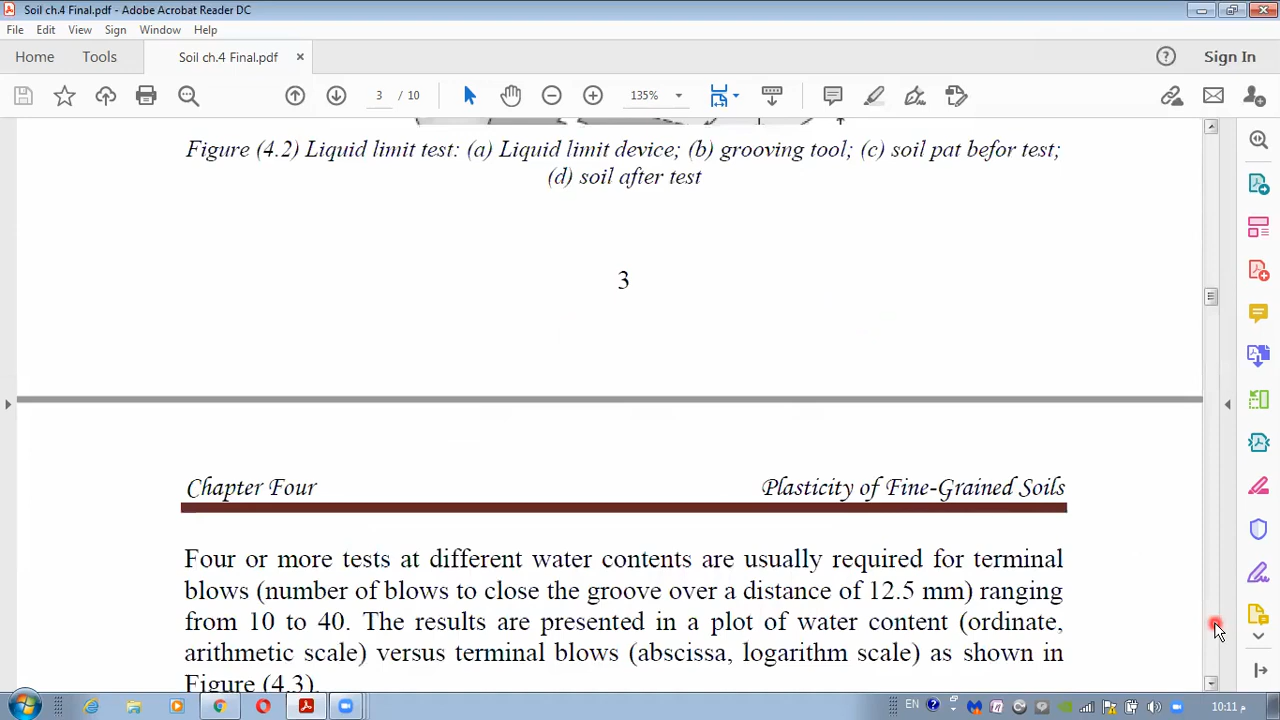 Soil ch.4 Final.pdf - Adobe Acrobat Reader DC
File Edit View Sign Window Help
Home Tools Soil ch.4 Final.pdf × Sign In
3 / 10 135%
Figure (4.2) Liquid limit test: (a) Liquid limit device; (b) grooving tool; (c) soil pat befor test;
(d) soil after test
3
Chapter Four Plasticity of Fine-Grained Soils
Four or more tests at different water contents are usually required for terminal
blows (number of blows to close the groove over a distance of 12.5 mm) ranging
from 10 to 40. The results are presented in a plot of water content (ordinate,
arithmetic scale) versus terminal blows (abscissa, logarithm scale) as shown in
Figure (4.3).
EN 10:11 م